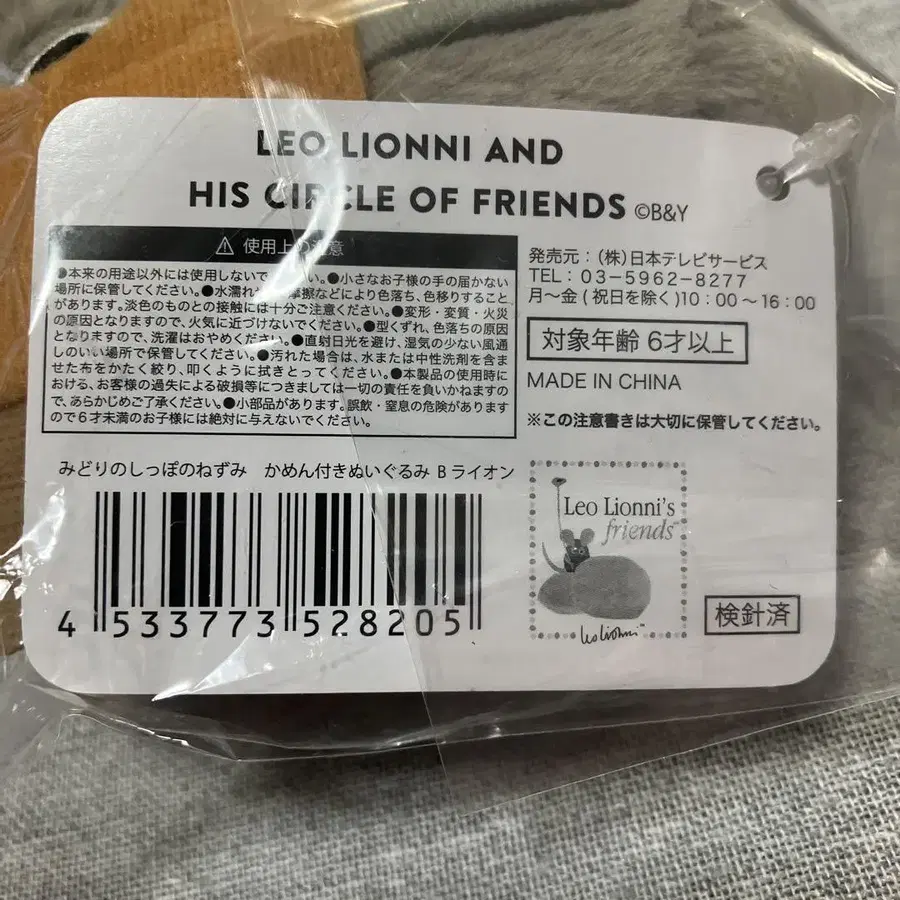 LEO LIONNI AND
HIS CIRCLE OF FRIENDS ©B&Y
⚠ 使用上の注意
●本来の用途以外には使用しないで い。●小さなお子様の手の届かない
場所に保管してください。●水濡れ 摩擦などにより色落ち、色移りすること
があります。淡色のものとの接触には十分ご注意ください。●変形・変質・火災
の原因となりますので、火気に近づけないでください。●型くずれ、色落ちの原因
となりますので、洗濯はおやめください。●直射日光を避け、湿気の少ない風通
しのいい場所で保管してください。●汚れた場合は、水または中性洗剤を含ま
せた布をかたく絞り、叩くように拭きとってください。●本製品の使用時に
おける、お客様の過失による破損等につきましては一切の責任を負いかねますの
で、あらかじめご了承ください。●小部品があります。誤飲・窒息の危険があります
ので6才未満のお子様には絶対に与えないでください。
発売元：(株)日本テレビサービス
TEL：03-5962-8277
月〜金(祝日を除く)10：00〜16：00
対象年齢 6才以上
MADE IN CHINA
※この注意書きは大切に保管してください。
みどりのしっぽのねずみ かめん付きぬいぐるみ B ライオン
4 533773 528205
Leo Lionni's
friends
leo lionni
検針済